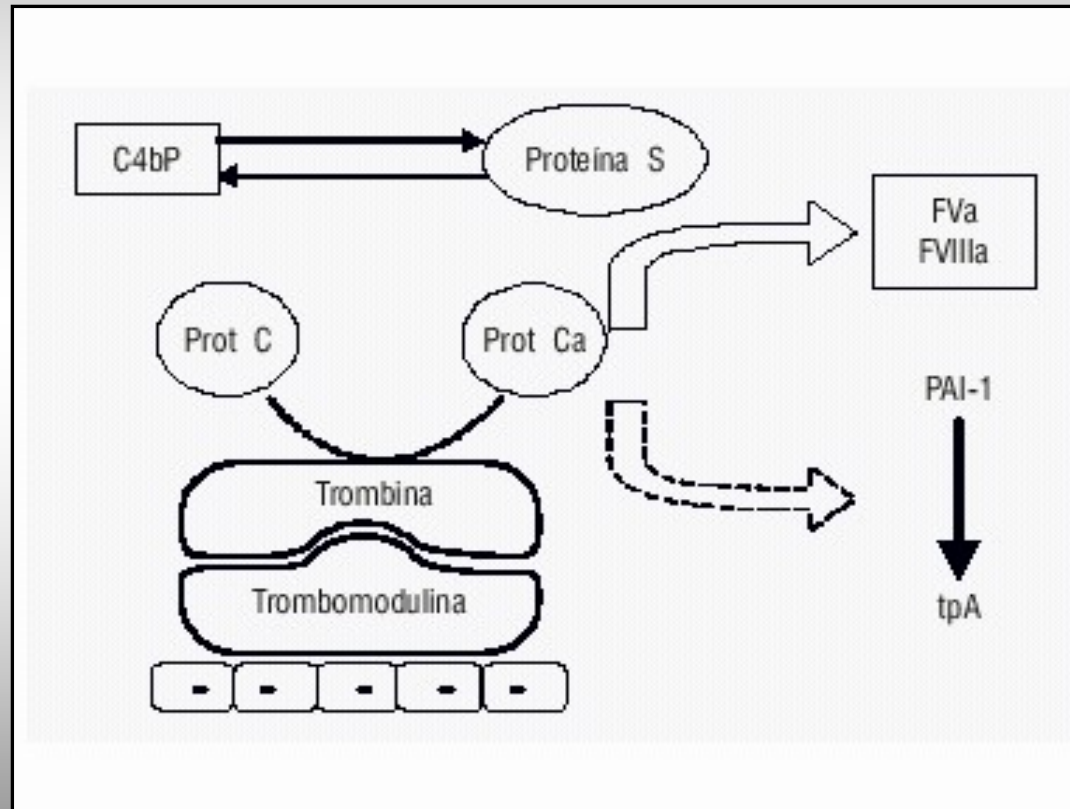 C4bP
Proteína S
FVa
FVIIIa
Prot C
Prot Ca
PAI-1
Trombina
Trombomodulina
tpA
- - - - -